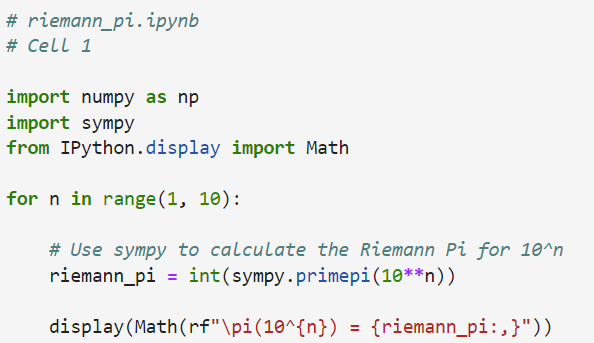 # riemann_pi.ipynb
# Cell 1
import numpy as np
import sympy
from IPython.display import Math
for n in range(1, 10):
    # Use sympy to calculate the Riemann Pi for 10^n
    riemann_pi = int(sympy.primepi(10**n))
    display(Math(rf"\pi(10^{n}) = {riemann_pi:,}"))